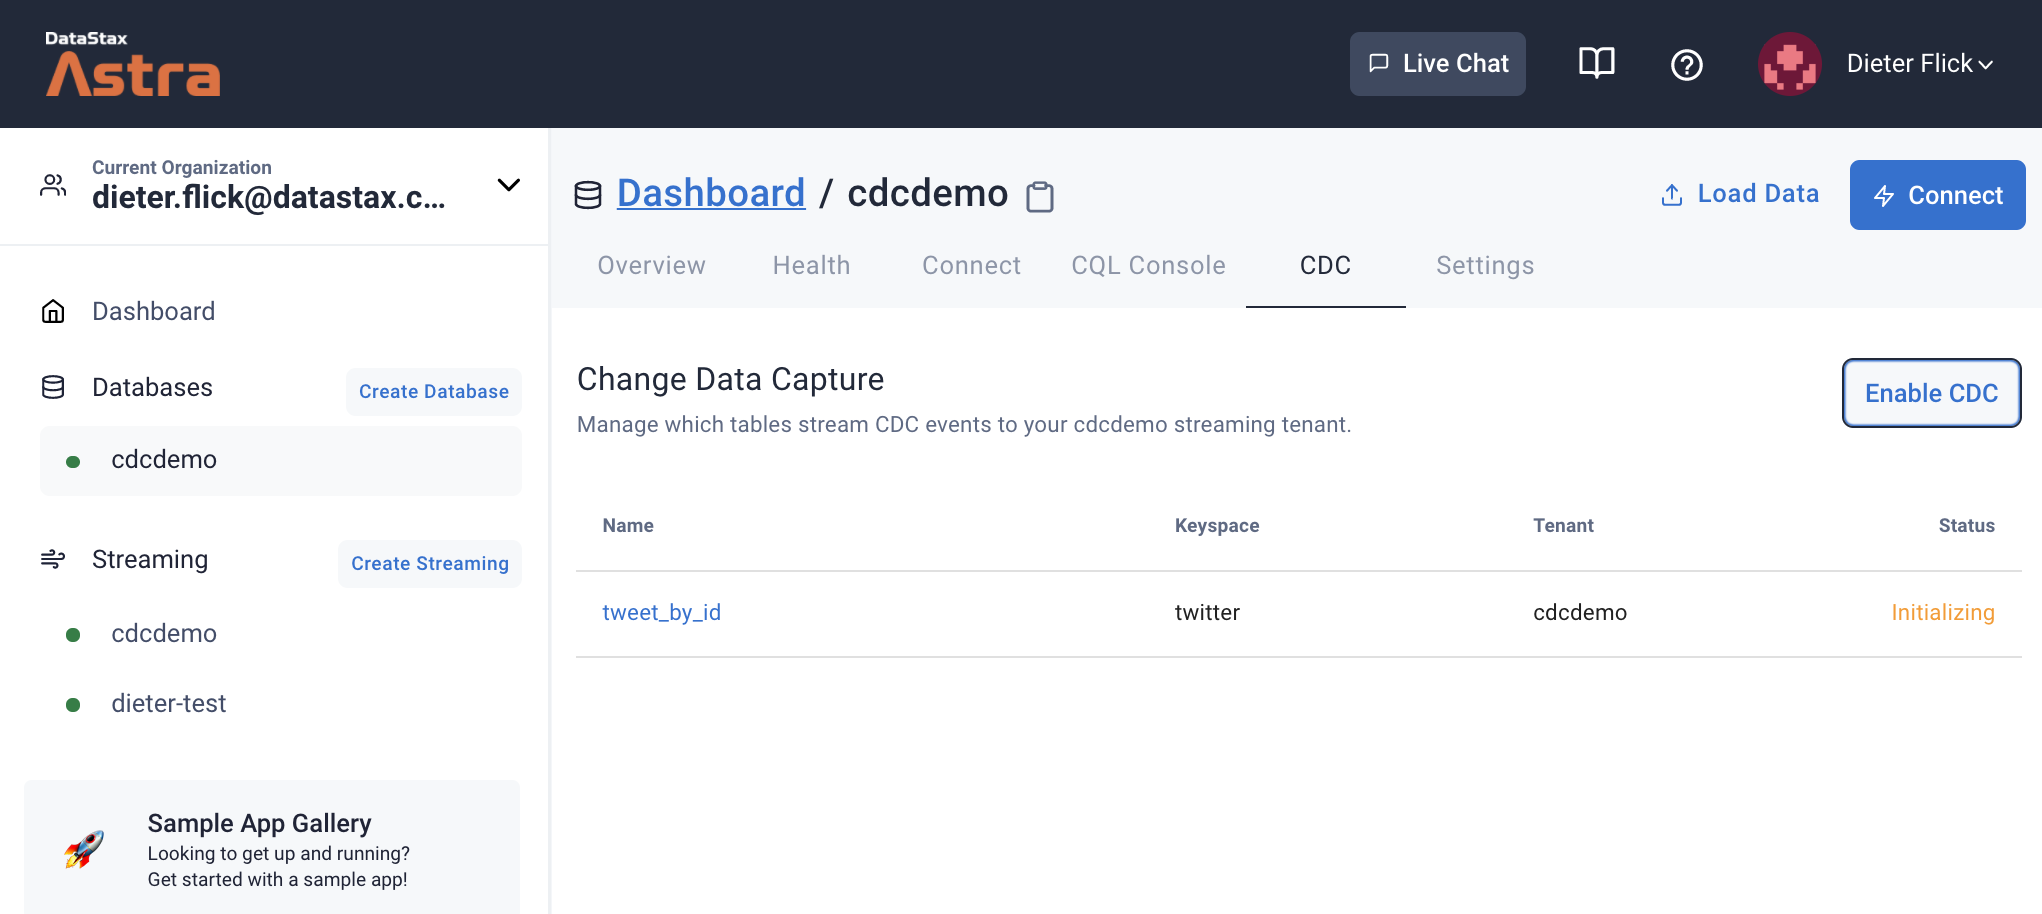 DataStax
Astra
Live Chat
Dieter Flick
Current Organization
dieter.flick@datastax.c...
Dashboard
Databases
Create Database
cdcdemo
Streaming
Create Streaming
cdcdemo
dieter-test
Sample App Gallery
Looking to get up and running?
Get started with a sample app!
Dashboard / cdcdemo
Load Data
Connect
Overview Health Connect CQL Console CDC Settings
Change Data Capture
Manage which tables stream CDC events to your cdcdemo streaming tenant.
Enable CDC
Name Keyspace Tenant Status
tweet_by_id twitter cdcdemo Initializing